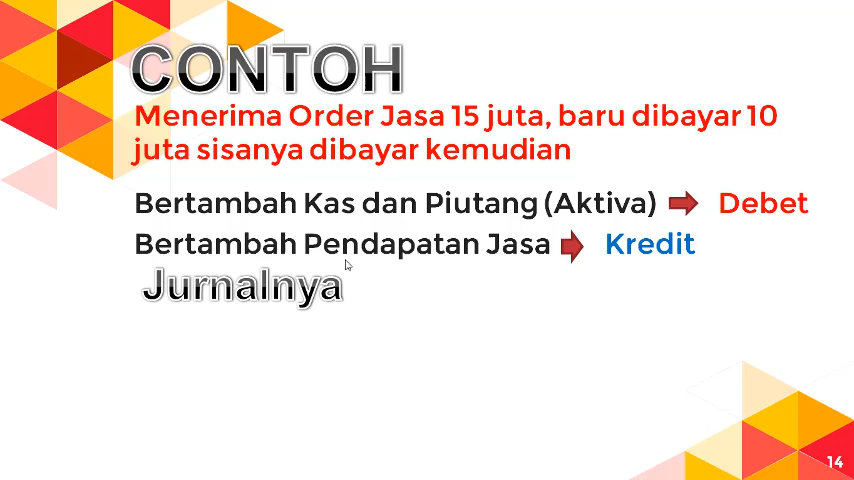 CONTOH
Menerima Order Jasa 15 juta, baru dibayar 10
juta sisanya dibayar kemudian
Bertambah Kas dan Piutang (Aktiva) Debet
Bertambah Pendapatan Jasa Kredit
Jurnalnya
14